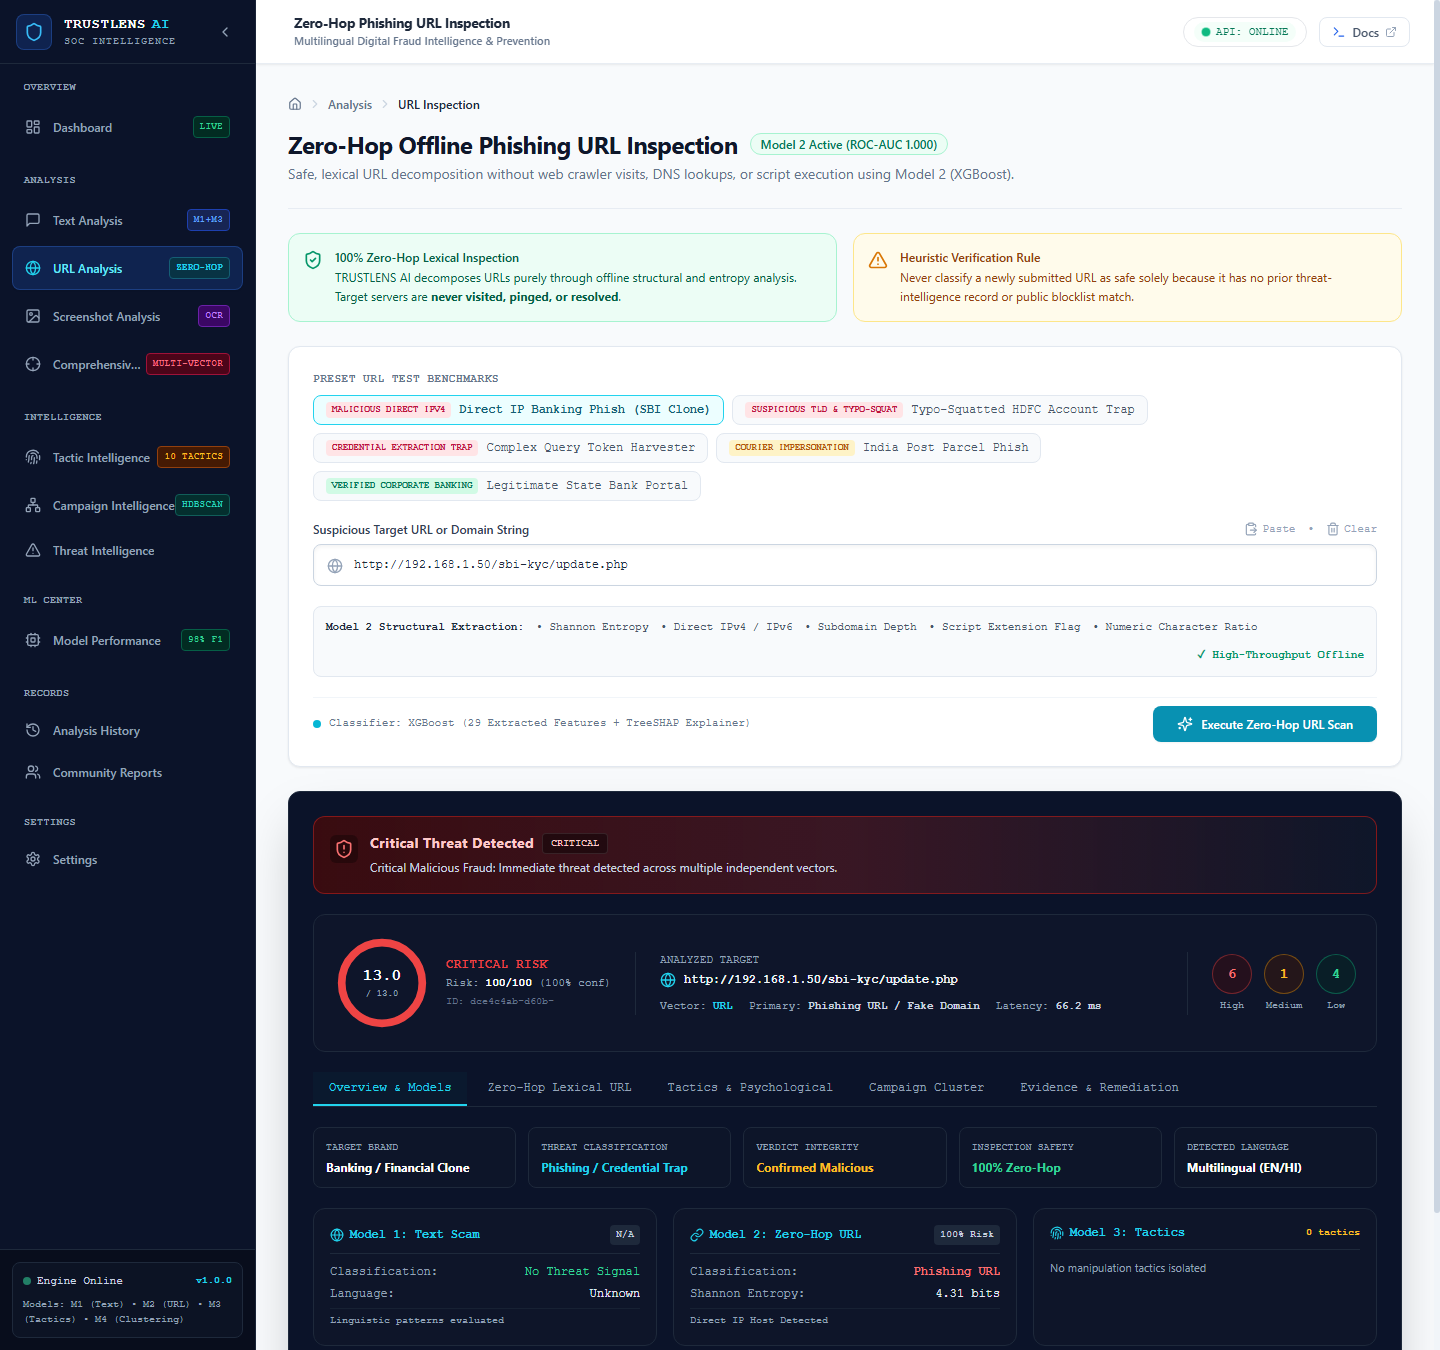 TRUSTLENS AI
SOC INTELLIGENCE
OVERVIEW
Dashboard
LIVE
ANALYSIS
Text Analysis
M1+M3
URL Analysis
ZERO-HOP
Screenshot Analysis
OCR
Comprehensiv...
MULTI-VECTOR
INTELLIGENCE
Tactic Intelligence
10 TACTICS
Campaign Intelligence
HDBSCAN
Threat Intelligence
ML CENTER
Model Performance
98% F1
RECORDS
Analysis History
Community Reports
SETTINGS
Settings
Engine Online
v1.0.0
Models: M1 (Text) • M2 (URL) • M3
(Tactics) • M4 (Clustering)
Zero-Hop Phishing URL Inspection
Multilingual Digital Fraud Intelligence & Prevention
API: ONLINE
Docs
Analysis
URL Inspection
Zero-Hop Offline Phishing URL Inspection
Model 2 Active (ROC-AUC 1.000)
Safe, lexical URL decomposition without web crawler visits, DNS lookups, or script execution using Model 2 (XGBoost).
100% Zero-Hop Lexical Inspection
TRUSTLENS AI decomposes URLs purely through offline structural and entropy analysis.
Target servers are never visited, pinged, or resolved.
Heuristic Verification Rule
Never classify a newly submitted URL as safe solely because it has no prior threat-
intelligence record or public blocklist match.
PRESET URL TEST BENCHMARKS
MALICIOUS DIRECT IPV4 Direct IP Banking Phish (SBI Clone)
SUSPICIOUS TLD & TYPO-SQUAT Typo-Squatted HDFC Account Trap
CREDENTIAL EXTRACTION TRAP Complex Query Token Harvester
COURIER IMPERSONATION India Post Parcel Phish
VERIFIED CORPORATE BANKING Legitimate State Bank Portal
Suspicious Target URL or Domain String
Paste • Clear
http://192.168.1.50/sbi-kyc/update.php
Model 2 Structural Extraction: • Shannon Entropy • Direct IPv4 / IPv6 • Subdomain Depth • Script Extension Flag • Numeric Character Ratio
✓ High-Throughput Offline
Classifier: XGBoost (29 Extracted Features + TreeSHAP Explainer)
Execute Zero-Hop URL Scan
Critical Threat Detected
CRITICAL
Critical Malicious Fraud: Immediate threat detected across multiple independent vectors.
13.0
/ 13.0
CRITICAL RISK
Risk: 100/100 (100% conf)
ID: dce4c4ab-d60b-
ANALYZED TARGET
http://192.168.1.50/sbi-kyc/update.php
Vector: URL Primary: Phishing URL / Fake Domain Latency: 66.2 ms
6
High
1
Medium
4
Low
Overview & Models
Zero-Hop Lexical URL
Tactics & Psychological
Campaign Cluster
Evidence & Remediation
TARGET BRAND
Banking / Financial Clone
THREAT CLASSIFICATION
Phishing / Credential Trap
VERDICT INTEGRITY
Confirmed Malicious
INSPECTION SAFETY
100% Zero-Hop
DETECTED LANGUAGE
Multilingual (EN/HI)
Model 1: Text Scam
N/A
Classification: No Threat Signal
Language: Unknown
Linguistic patterns evaluated
Model 2: Zero-Hop URL
100% Risk
Classification: Phishing URL
Shannon Entropy: 4.31 bits
Direct IP Host Detected
Model 3: Tactics
0 tactics
No manipulation tactics isolated